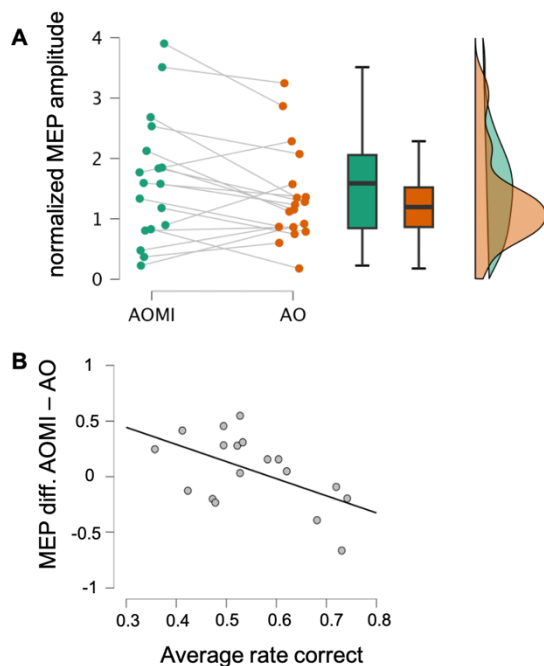 A
normalized MEP amplitude
4
3
2
1
0
AOMI
AO
B
MEP diff. AOMI – AO
1
0.5
0
-0.5
-1
0.3 0.4 0.5 0.6 0.7 0.8
Average rate correct